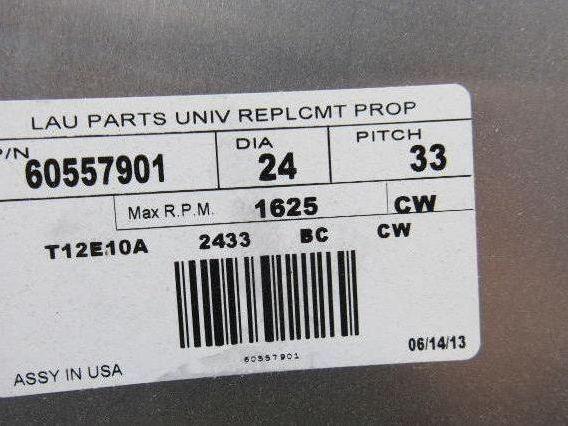 LAU PARTS UNIV REPLCMT PROP
P/N 60557901 DIA 24 PITCH 33
Max R.P.M. 1625 CW
T12E10A 2433 BC CW
60557901
06/14/13
ASSY IN USA